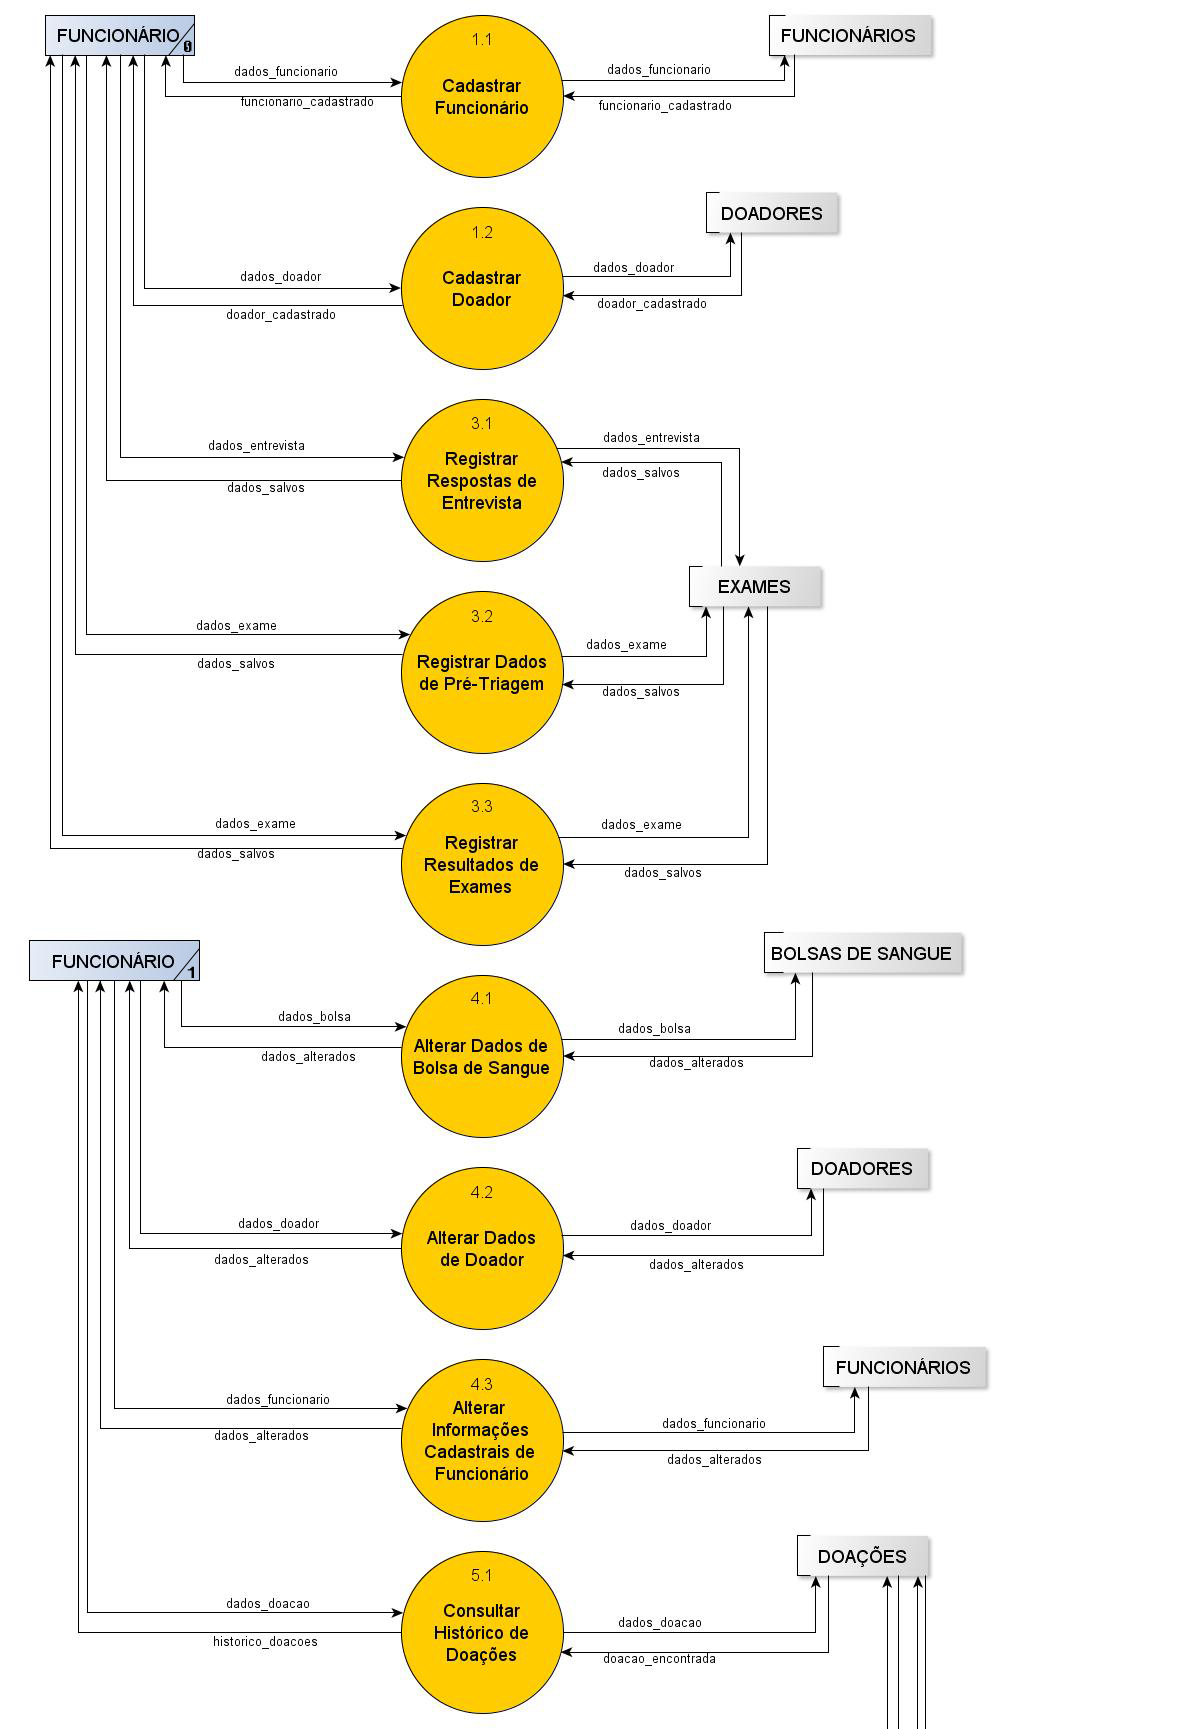 FUNCIONÁRIO
1.1
Cadastrar
Funcionário
FUNCIONÁRIOS
dados_funcionario
funcionario_cadastrado
dados_funcionario
funcionario_cadastrado
1.2
Cadastrar
Doador
DOADORES
dados_doador
doador_cadastrado
dados_doador
doador_cadastrado
3.1
Registrar
Respostas de
Entrevista
dados_entrevista
dados_salvos
dados_entrevista
dados_salvos
EXAMES
3.2
Registrar Dados
de Pré-Triagem
dados_exame
dados_salvos
dados_exame
dados_salvos
3.3
Registrar
Resultados de
Exames
dados_exame
dados_salvos
dados_exame
dados_salvos
FUNCIONÁRIO
1
BOLSAS DE SANGUE
4.1
Alterar Dados de
Bolsa de Sangue
dados_bolsa
dados_alterados
dados_bolsa
dados_alterados
DOADORES
4.2
Alterar Dados
de Doador
dados_doador
dados_alterados
dados_doador
dados_alterados
FUNCIONÁRIOS
4.3
Alterar
Informações
Cadastrais de
Funcionário
dados_funcionario
dados_alterados
dados_funcionario
dados_alterados
DOAÇÕES
5.1
Consultar
Histórico de
Doações
dados_doacao
historico_doacoes
dados_doacao
doacao_encontrada